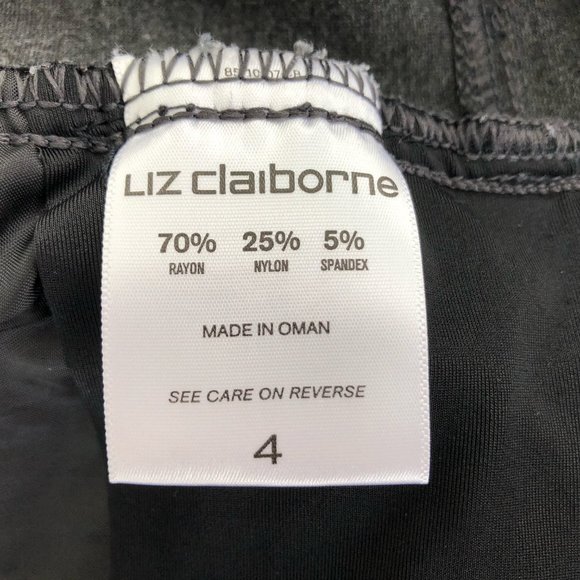 LIZ claiborne
70% 25% 5%
RAYON NYLON SPANDEX
MADE IN OMAN
SEE CARE ON REVERSE
4